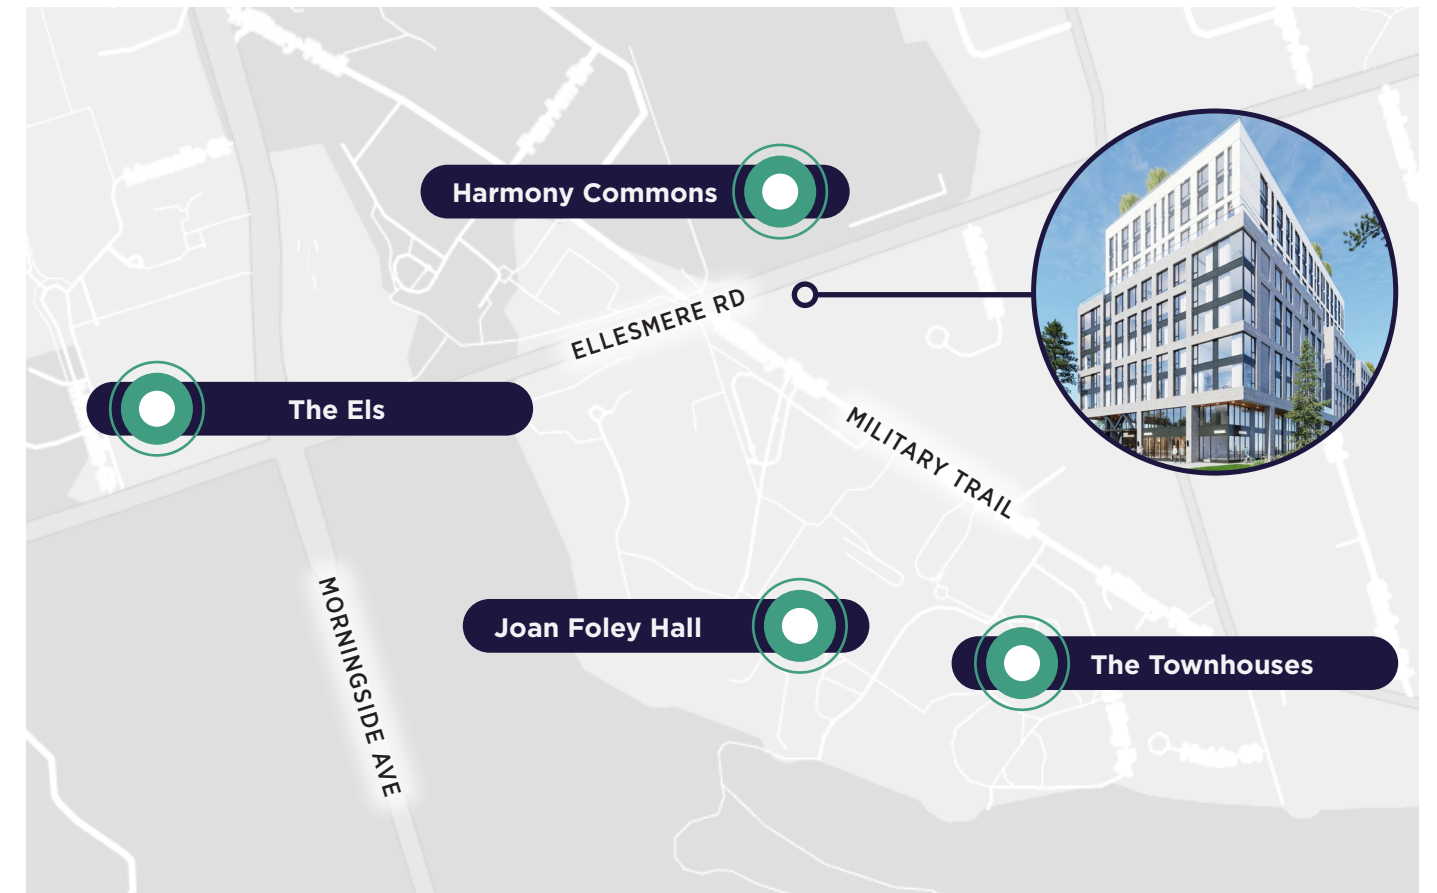 Harmony Commons
ELLESMERE RD
The Els
MILITARY TRAIL
MORNINGSIDE AVE
Joan Foley Hall
The Townhouses